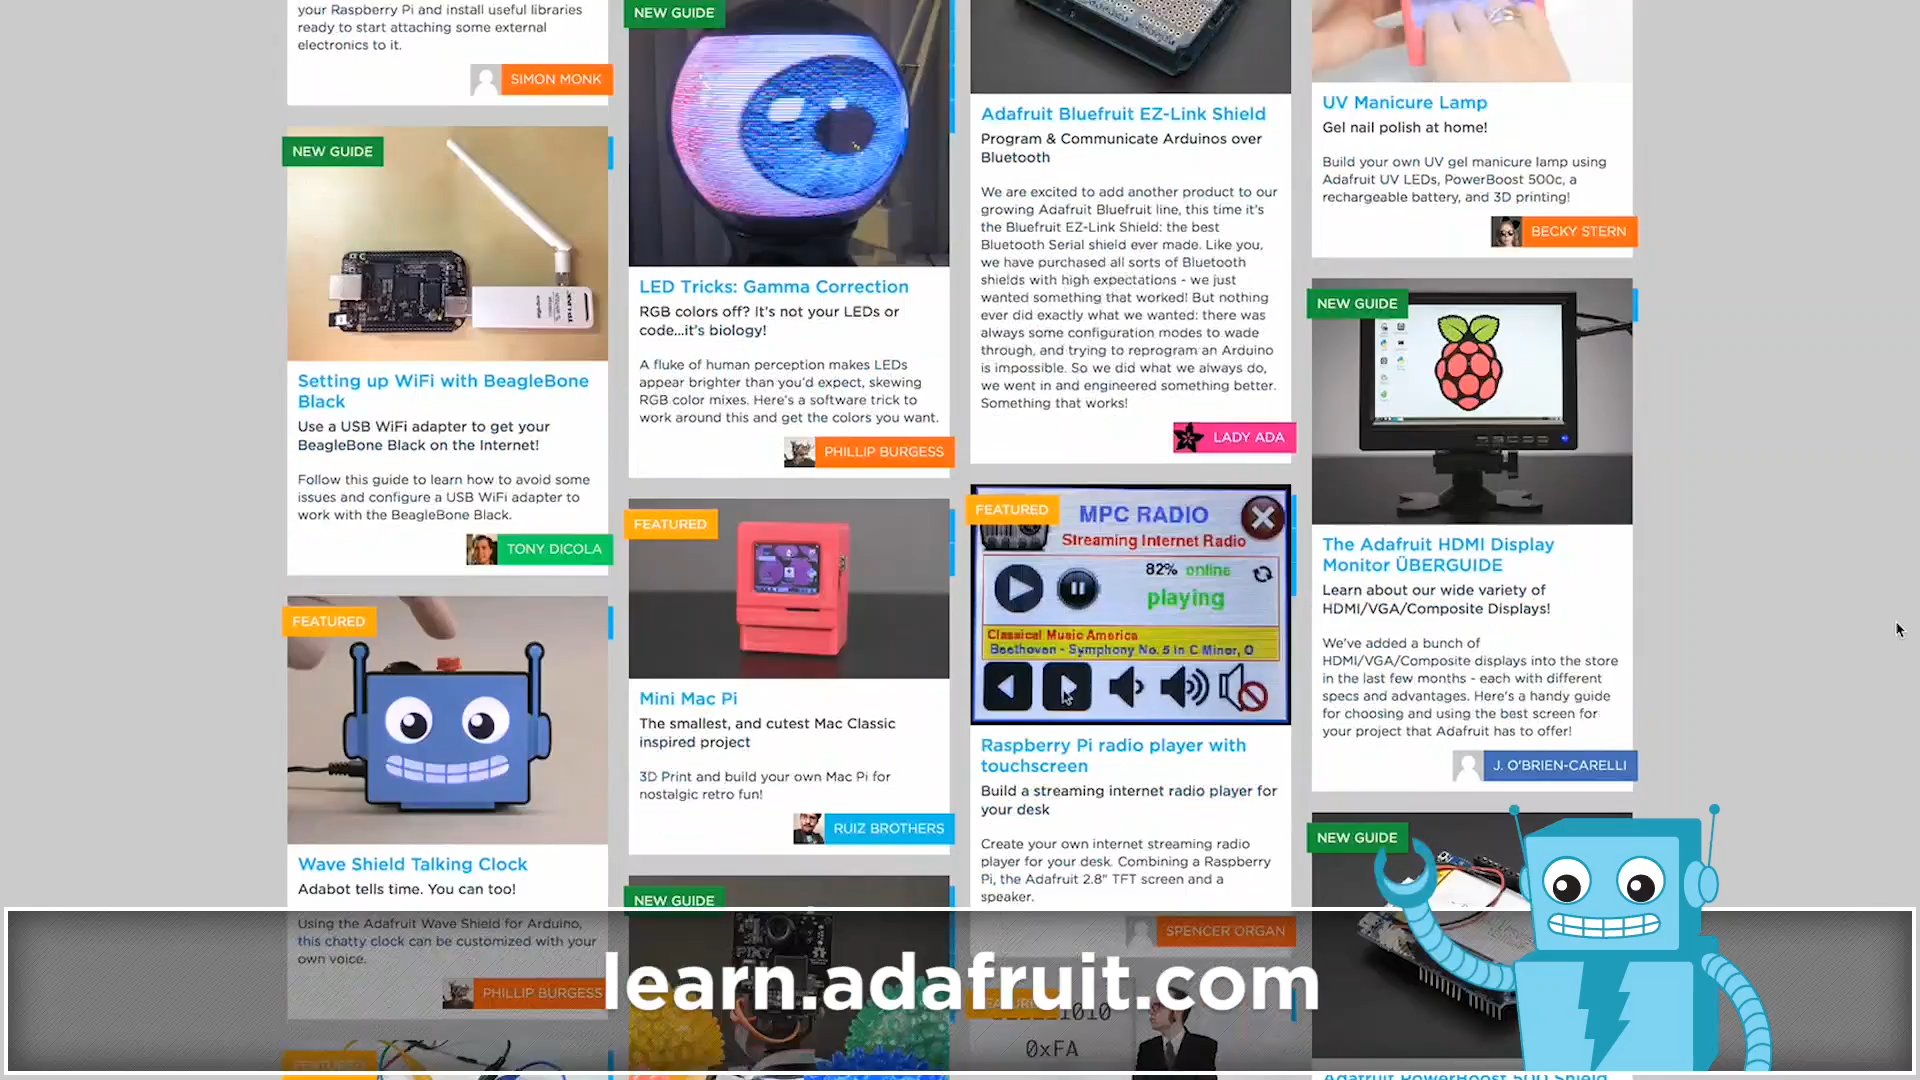 your Raspberry Pi and install useful libraries
ready to start attaching some external
electronics to it.
SIMON MONK
NEW GUIDE
Setting up WiFi with BeagleBone
Black
Use a USB WiFi adapter to get your
BeagleBone Black on the Internet!
Follow this guide to learn how to avoid some
issues and configure a USB WiFi adapter to
work with the BeagleBone Black.
TONY DICOLA
FEATURED
Wave Shield Talking Clock
Adabot tells time. You can too!
Using the Adafruit Wave Shield for Arduino,
this chatty clock can be customized with your
own voice.
PHILLIP BURGESS
NEW GUIDE
LED Tricks: Gamma Correction
RGB colors off? It's not your LEDs or
code...it's biology!
A fluke of human perception makes LEDs
appear brighter than you'd expect, skewing
RGB color mixes. Here's a software trick to
work around this and get the colors you want.
PHILLIP BURGESS
FEATURED
Mini Mac Pi
The smallest, and cutest Mac Classic
inspired project
3D Print and build your own Mac Pi for
nostalgic retro fun!
RUIZ BROTHERS
NEW GUIDE
PIXY
Adafruit Bluefruit EZ-Link Shield
Program & Communicate Arduinos over
Bluetooth
We are excited to add another product to our
growing Adafruit Bluefruit line, this time it's
the Bluefruit EZ-Link Shield: the best
Bluetooth Serial shield ever made. Like you,
we have purchased all sorts of Bluetooth
shields with high expectations - we just
wanted something that worked! But nothing
ever did exactly what we wanted: there was
always some configuration modes to wade
through, and trying to reprogram an Arduino
is impossible. So we did what we always do,
we went in and engineered something better.
Something that works!
LADY ADA
FEATURED
MPC RADIO
Streaming Internet Radio
82% online
playing
Classical Music America
Beethoven - Symphony No. 5 in C Minor, O
Raspberry Pi radio player with
touchscreen
Build a streaming internet radio player for
your desk
Create your own internet streaming radio
player for your desk. Combining a Raspberry
Pi, the Adafruit 2.8" TFT screen and a
speaker.
SPENCER ORGAN
FEATURED
0xFA
UV Manicure Lamp
Gel nail polish at home!
Build your own UV gel manicure lamp using
Adafruit UV LEDs, PowerBoost 500c, a
rechargeable battery, and 3D printing!
BECKY STERN
NEW GUIDE
The Adafruit HDMI Display
Monitor ÜBERGUIDE
Learn about our wide variety of
HDMI/VGA/Composite Displays!
We've added a bunch of
HDMI/VGA/Composite displays into the store
in the last few months - each with different
specs and advantages. Here's a handy guide
for choosing and using the best screen for
your project that Adafruit has to offer!
J. O'BRIEN-CARELLI
NEW GUIDE
Adafruit PowerBoost 500 Shield
learn.adafruit.com